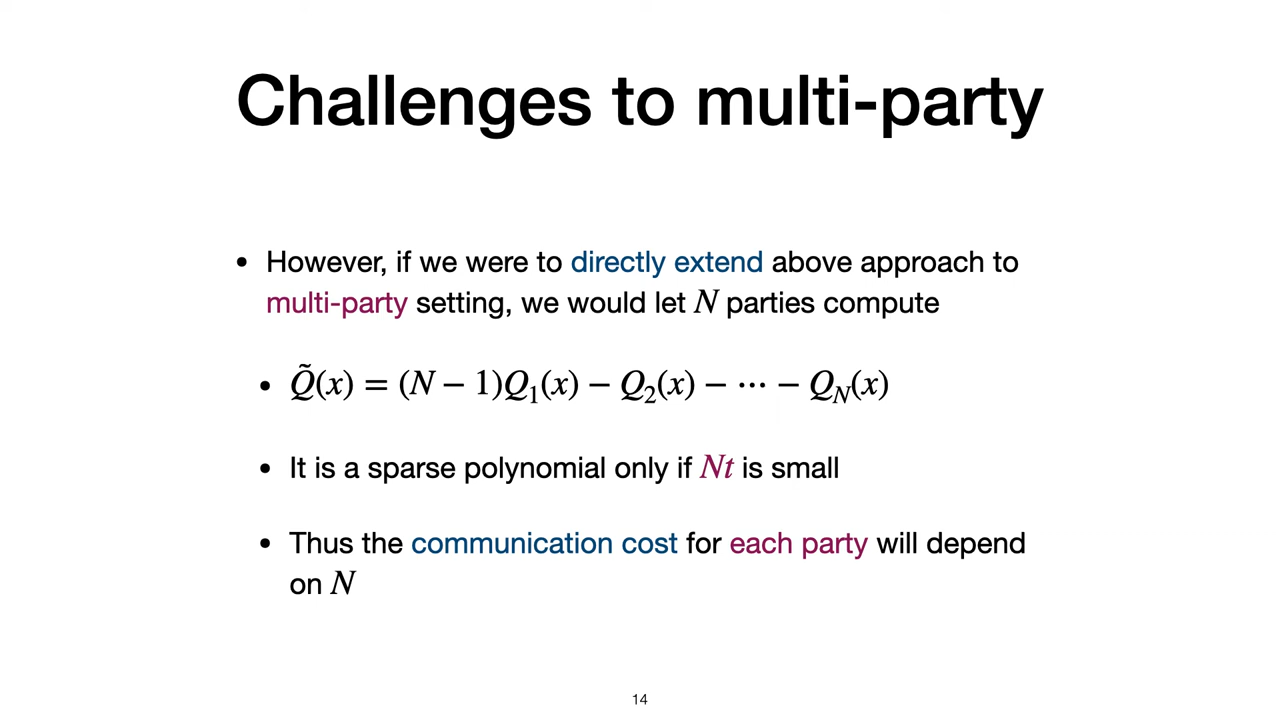 Challenges to multi-party
• However, if we were to directly extend above approach to
multi-party setting, we would let N parties compute
• Q̃(x) = (N − 1)Q₁(x) − Q₂(x) − ⋯ − Q_N(x)
• It is a sparse polynomial only if Nt is small
• Thus the communication cost for each party will depend
on N
14